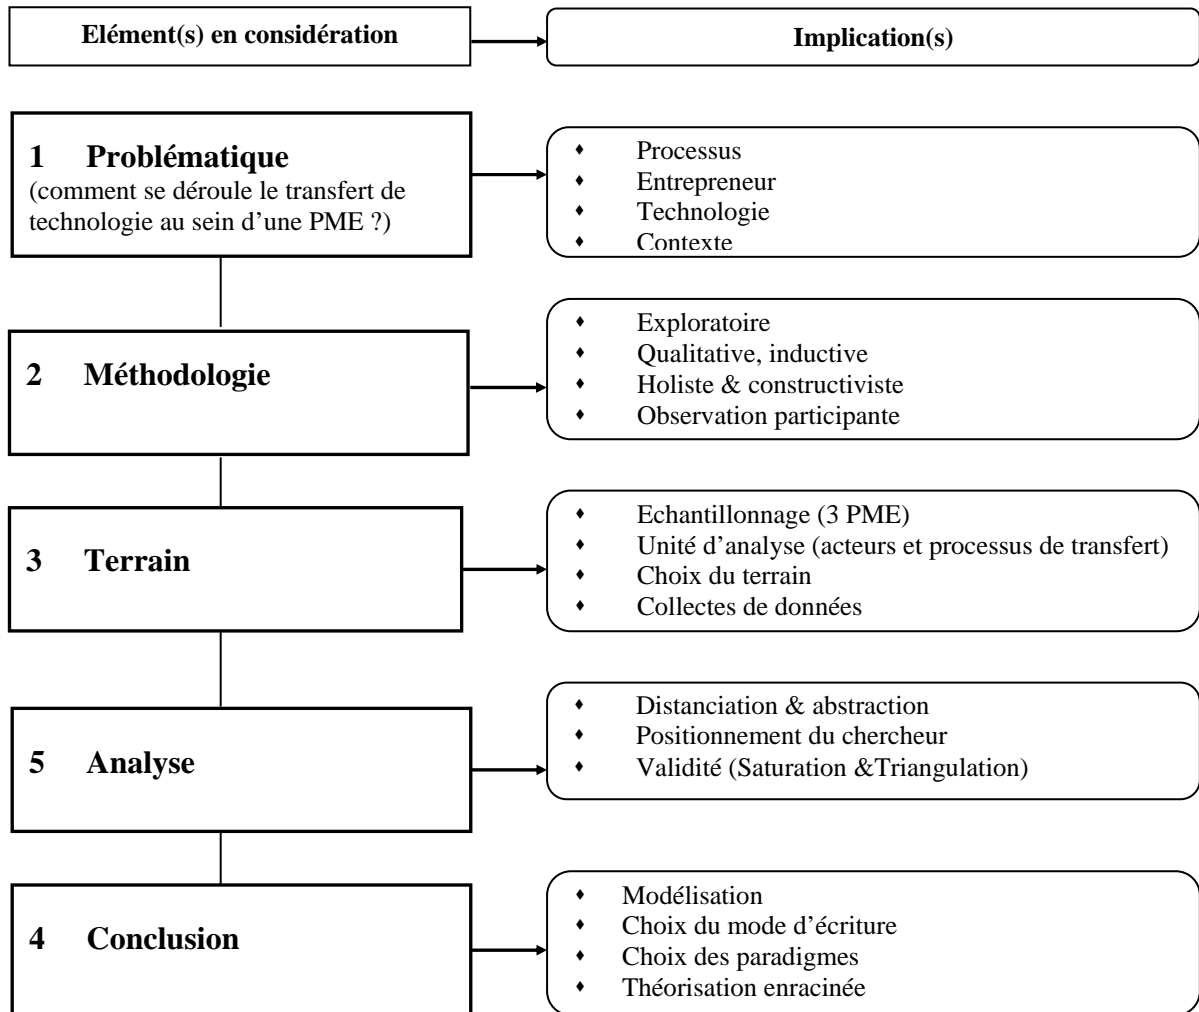 Elément(s) en considération
Implication(s)
1 Problématique
(comment se déroule le transfert de
technologie au sein d’une PME ?)
♦ Processus
♦ Entrepreneur
♦ Technologie
♦ Contexte
2 Méthodologie
♦ Exploratoire
♦ Qualitative, inductive
♦ Holiste & constructiviste
♦ Observation participante
3 Terrain
♦ Echantillonnage (3 PME)
♦ Unité d’analyse (acteurs et processus de transfert)
♦ Choix du terrain
♦ Collectes de données
5 Analyse
♦ Distanciation & abstraction
♦ Positionnement du chercheur
♦ Validité (Saturation &Triangulation)
4 Conclusion
♦ Modélisation
♦ Choix du mode d’écriture
♦ Choix des paradigmes
♦ Théorisation enracinée